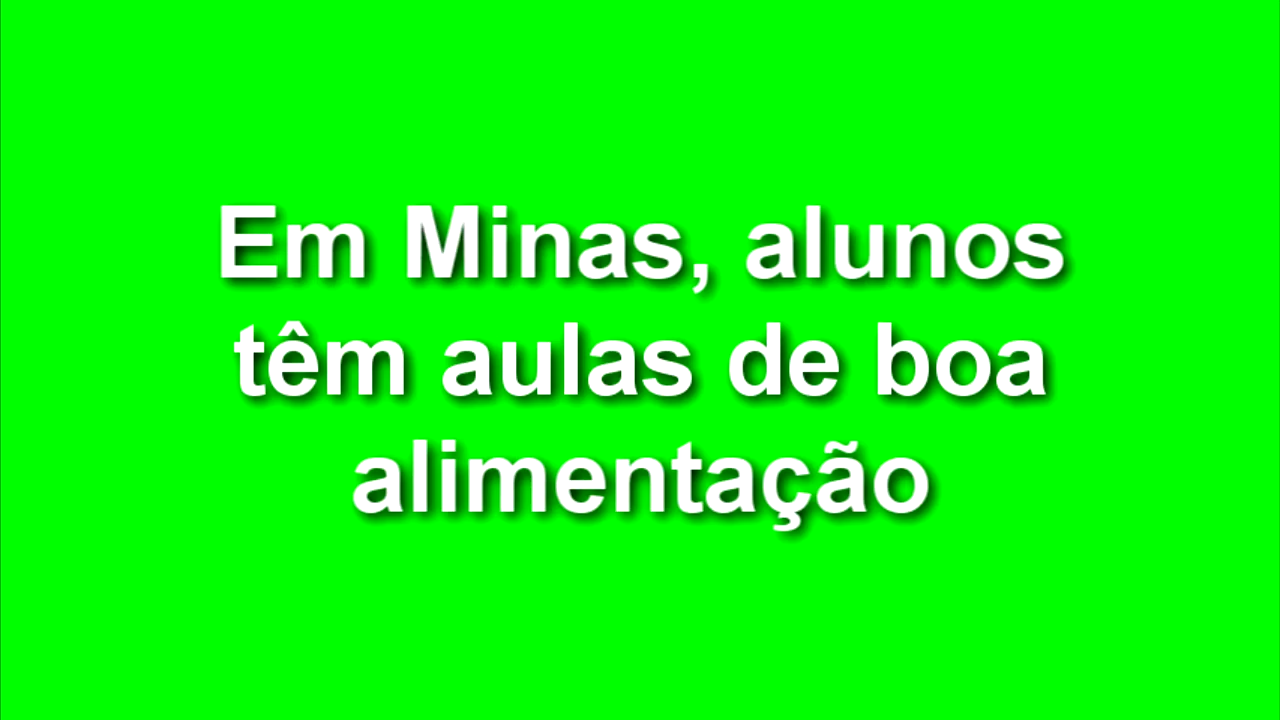 Em Minas, alunos
têm aulas de boa
alimentação